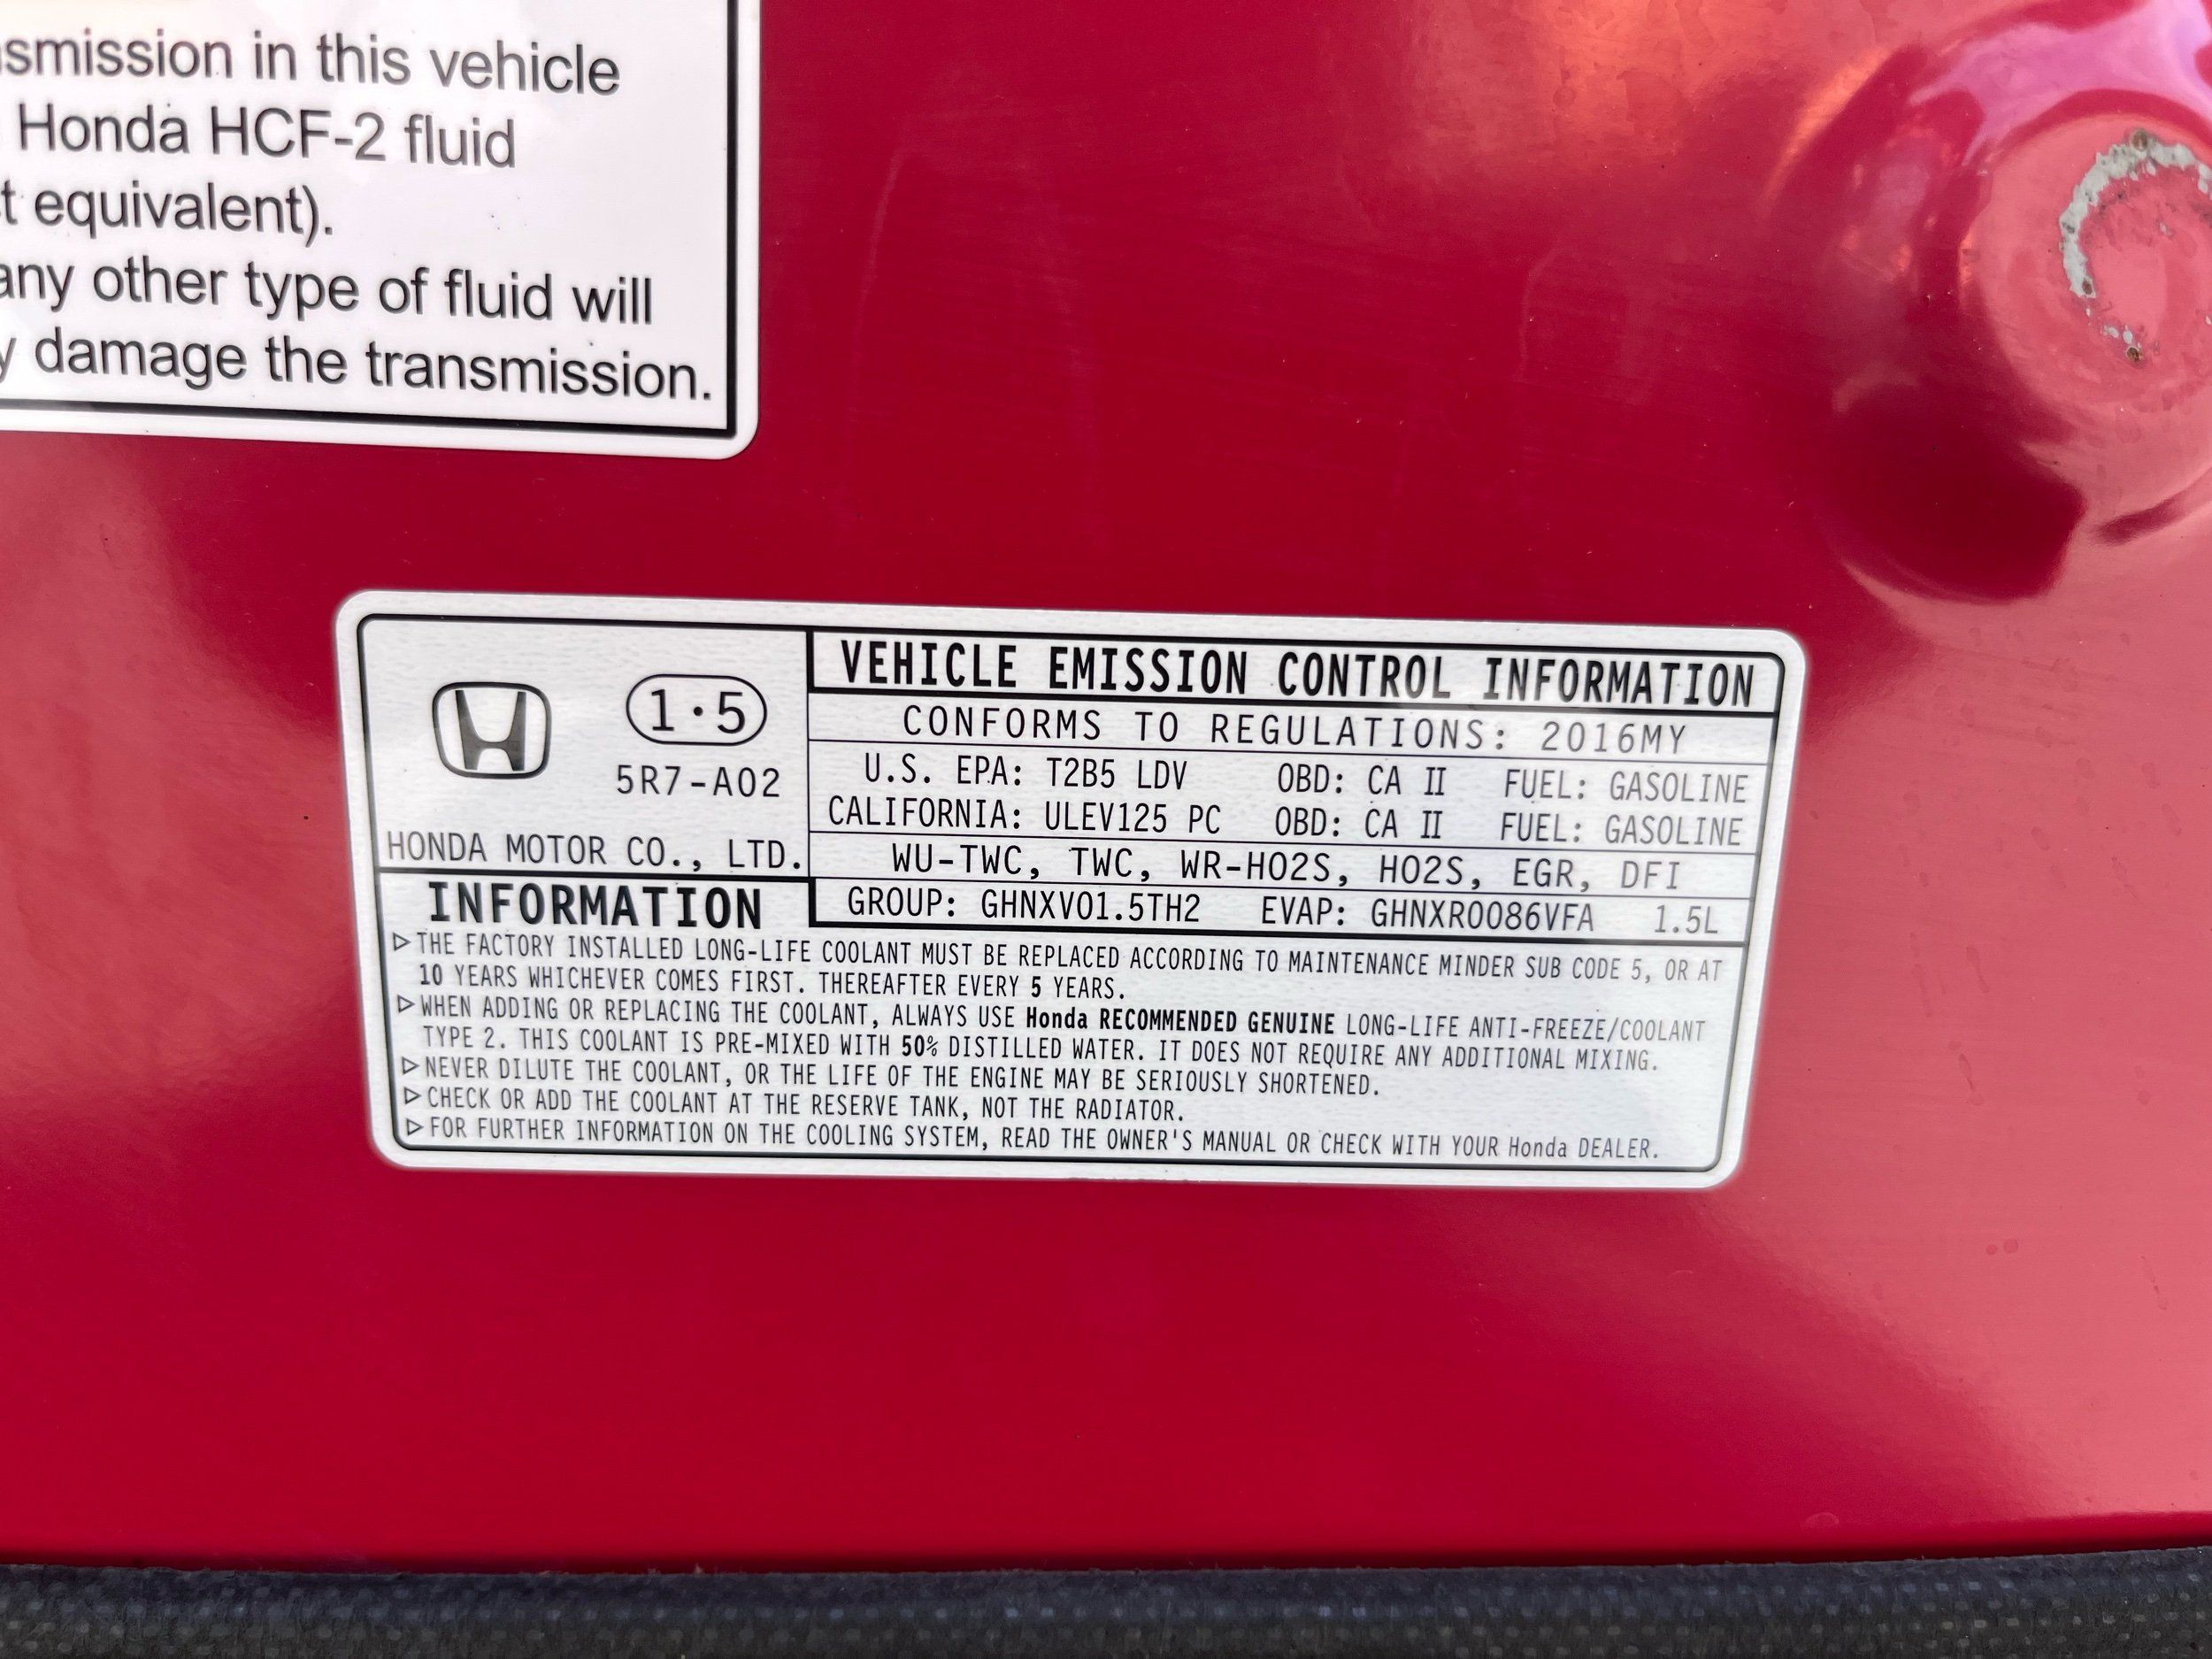 smission in this vehicle
Honda HCF-2 fluid
t equivalent).
any other type of fluid will
y damage the transmission.
1·5
5R7-A02
HONDA MOTOR CO., LTD.
VEHICLE EMISSION CONTROL INFORMATION
CONFORMS TO REGULATIONS: 2016MY
U.S. EPA: T2B5 LDV OBD: CA II FUEL: GASOLINE
CALIFORNIA: ULEV125 PC OBD: CA II FUEL: GASOLINE
WU-TWC, TWC, WR-HO2S, HO2S, EGR, DFI
GROUP: GHNXV01.5TH2 EVAP: GHNXR0086VFA 1.5L
INFORMATION
▷THE FACTORY INSTALLED LONG-LIFE COOLANT MUST BE REPLACED ACCORDING TO MAINTENANCE MINDER SUB CODE 5, OR AT
10 YEARS WHICHEVER COMES FIRST. THEREAFTER EVERY 5 YEARS.
▷WHEN ADDING OR REPLACING THE COOLANT, ALWAYS USE Honda RECOMMENDED GENUINE LONG-LIFE ANTI-FREEZE/COOLANT
TYPE 2. THIS COOLANT IS PRE-MIXED WITH 50% DISTILLED WATER. IT DOES NOT REQUIRE ANY ADDITIONAL MIXING.
▷NEVER DILUTE THE COOLANT, OR THE LIFE OF THE ENGINE MAY BE SERIOUSLY SHORTENED.
▷CHECK OR ADD THE COOLANT AT THE RESERVE TANK, NOT THE RADIATOR.
▷FOR FURTHER INFORMATION ON THE COOLING SYSTEM, READ THE OWNER'S MANUAL OR CHECK WITH YOUR Honda DEALER.